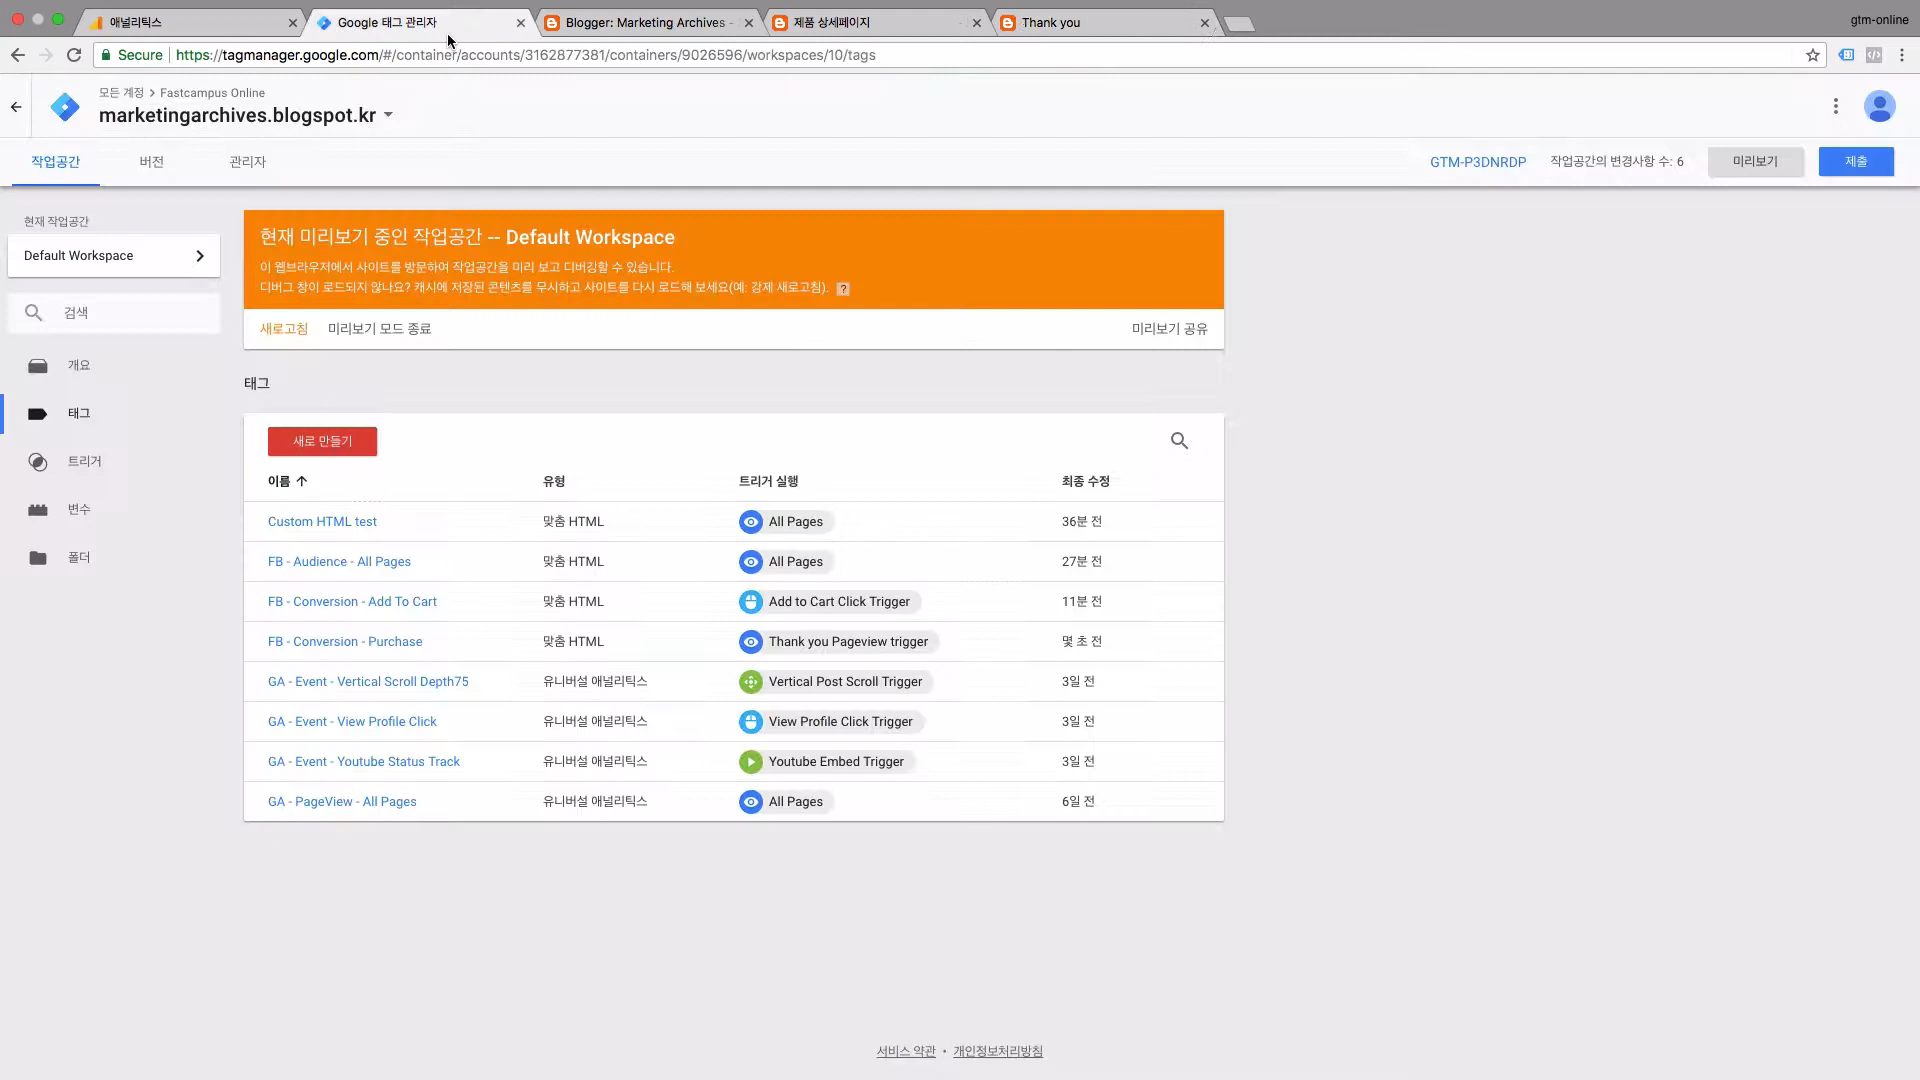 애널리틱스
Google 태그 관리자
Blogger: Marketing Archives -
제품 상세페이지
Thank you
gtm-online
Secure
https://tagmanager.google.com/#/container/accounts/3162877381/containers/9026596/workspaces/10/tags
모든 계정 > Fastcampus Online
marketingarchives.blogspot.kr
작업공간
버전
관리자
GTM-P3DNRDP
작업공간의 변경사항 수: 6
미리보기
제출
현재 작업공간
Default Workspace
검색
개요
태그
트리거
변수
폴더
현재 미리보기 중인 작업공간 -- Default Workspace
이 웹브라우저에서 사이트를 방문하여 작업공간을 미리 보고 디버깅할 수 있습니다.
디버그 창이 로드되지 않나요? 캐시에 저장된 콘텐츠를 무시하고 사이트를 다시 로드해 보세요(예: 강제 새로고침). ?
새로고침
미리보기 모드 종료
미리보기 공유
태그
새로 만들기
이름 유형 트리거 실행 최종 수정
Custom HTML test 맞춤 HTML All Pages 36분 전
FB - Audience - All Pages 맞춤 HTML All Pages 27분 전
FB - Conversion - Add To Cart 맞춤 HTML Add to Cart Click Trigger 11분 전
FB - Conversion - Purchase 맞춤 HTML Thank you Pageview trigger 몇 초 전
GA - Event - Vertical Scroll Depth75 유니버설 애널리틱스 Vertical Post Scroll Trigger 3일 전
GA - Event - View Profile Click 유니버설 애널리틱스 View Profile Click Trigger 3일 전
GA - Event - Youtube Status Track 유니버설 애널리틱스 Youtube Embed Trigger 3일 전
GA - PageView - All Pages 유니버설 애널리틱스 All Pages 6일 전
서비스 약관 • 개인정보처리방침